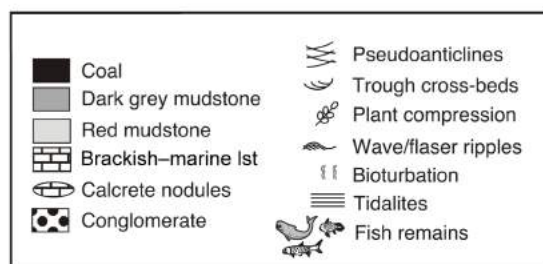 Coal
Dark grey mudstone
Red mudstone
Brackish–marine lst
Calcrete nodules
Conglomerate
Pseudoanticlines
Trough cross-beds
Plant compression
Wave/flaser ripples
Bioturbation
Tidalites
Fish remains